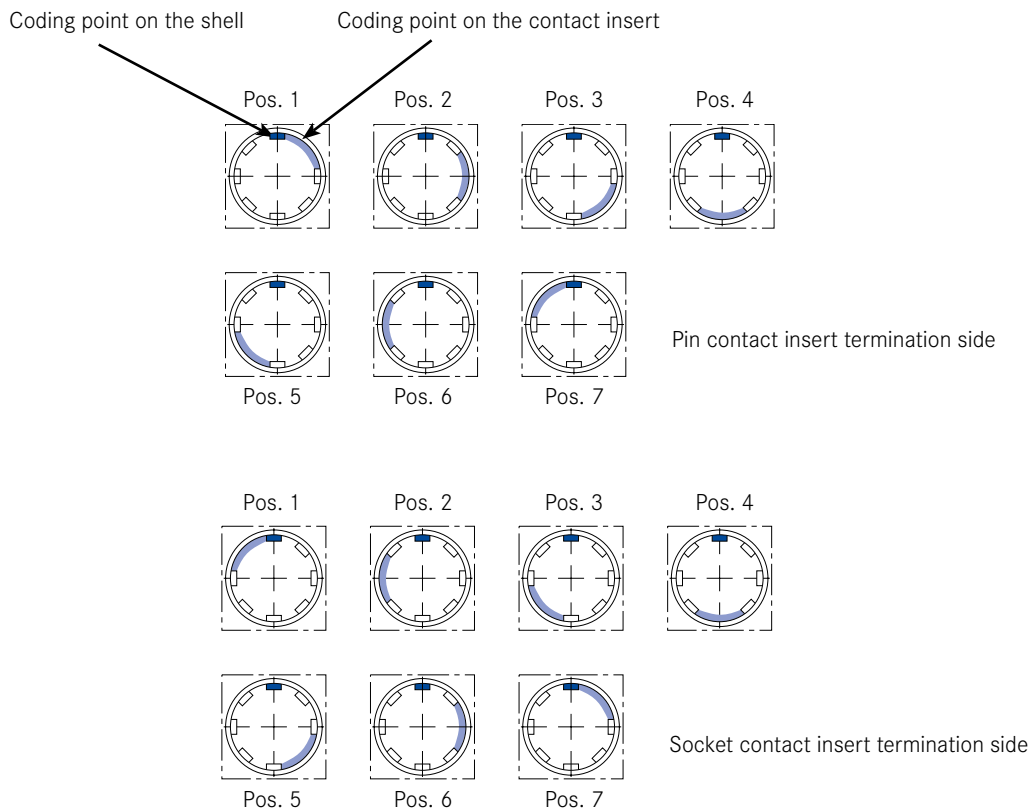 Coding point on the shell Coding point on the contact insert
Pos. 1 Pos. 2 Pos. 3 Pos. 4
Pin contact insert termination side
Pos. 5 Pos. 6 Pos. 7
Pos. 1 Pos. 2 Pos. 3 Pos. 4
Socket contact insert termination side
Pos. 5 Pos. 6 Pos. 7